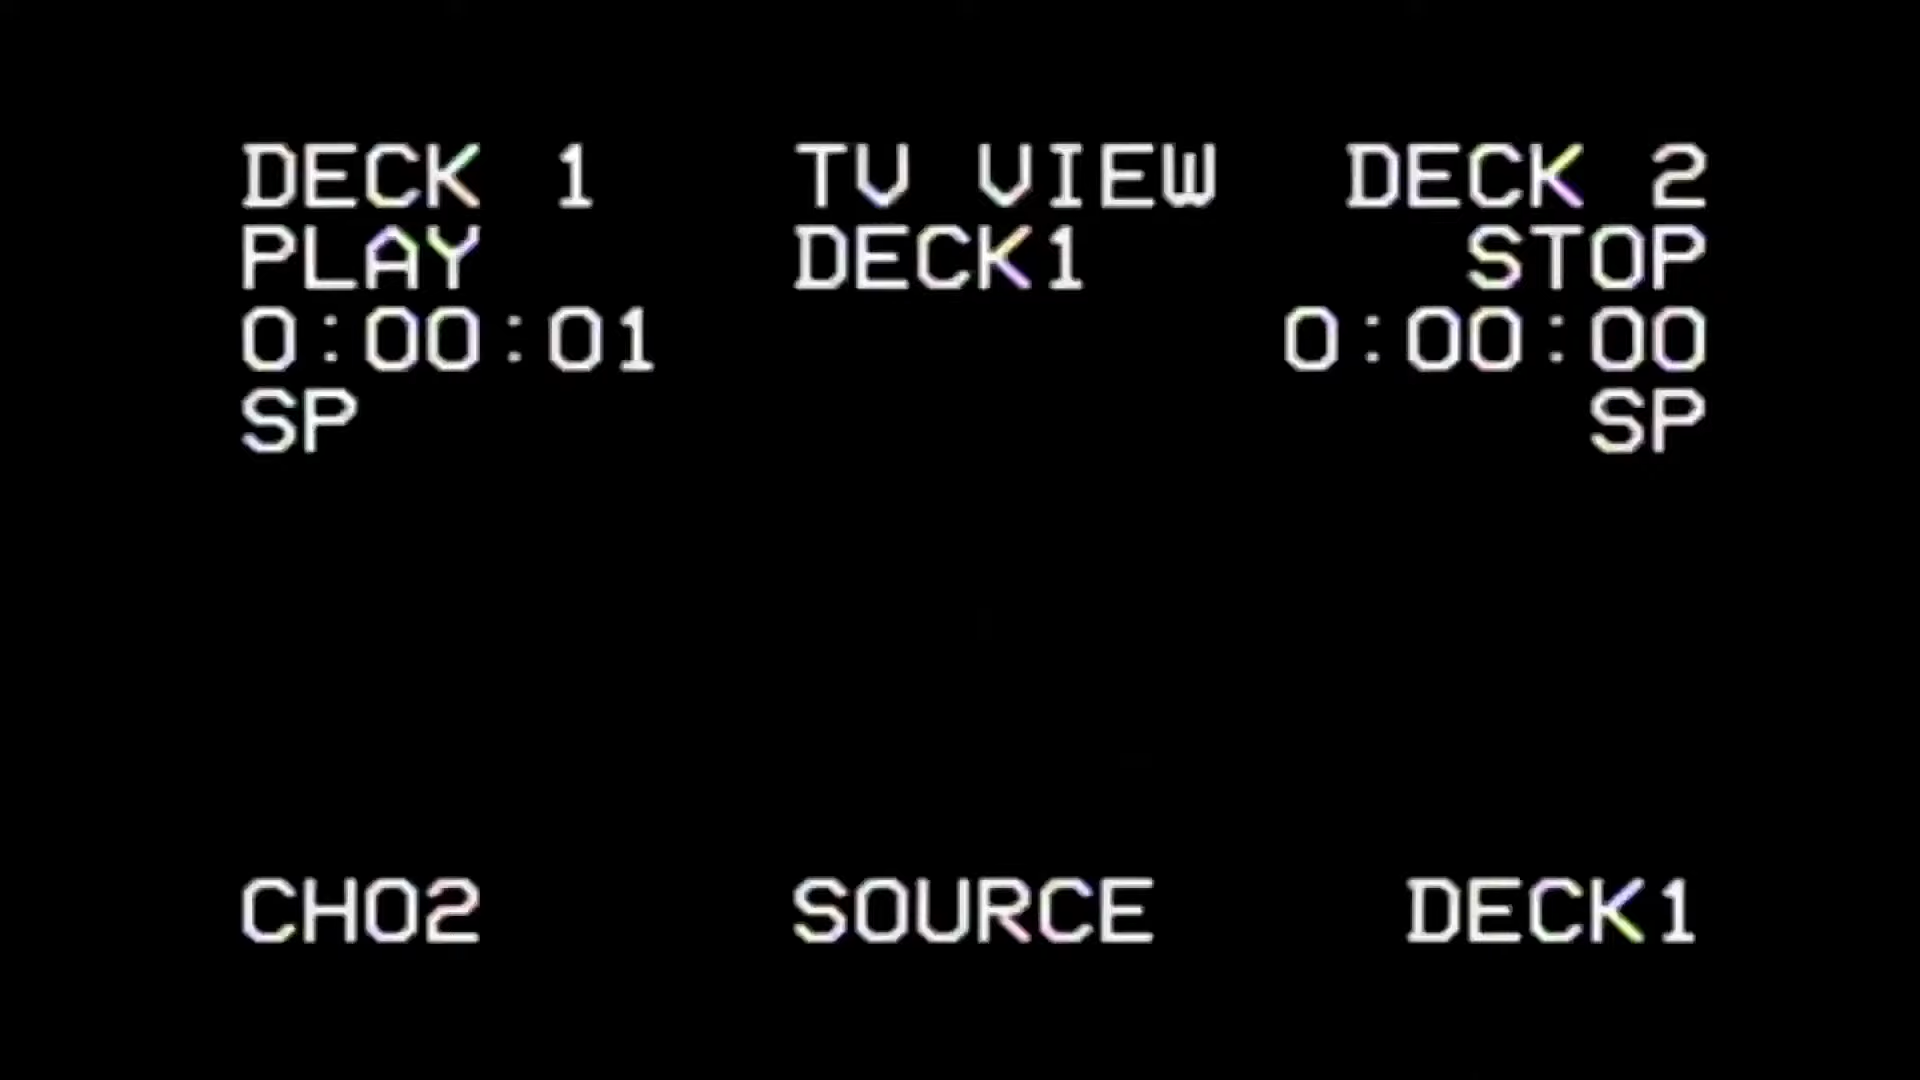 DECK 1 TV VIEW DECK 2
PLAY DECK1 STOP
0:00:01 0:00:00
SP SP
CH02 SOURCE DECK1